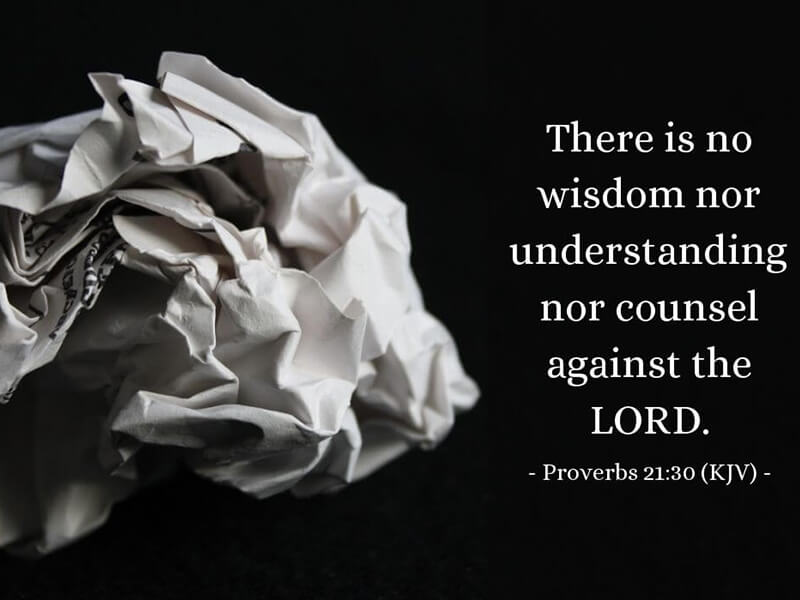 There is no
wisdom nor
understanding
nor counsel
against the
LORD.
- Proverbs 21:30 (KJV) -